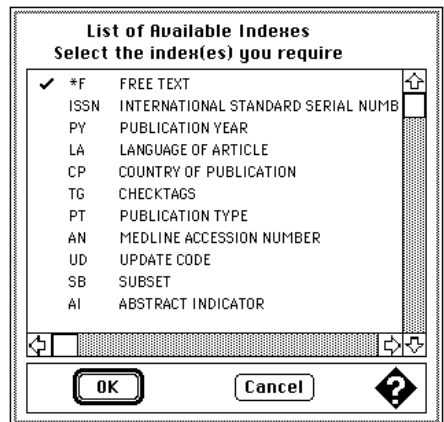 List of Available Indexes
Select the index(es) you require
✓ *F FREE TEXT
ISSN INTERNATIONAL STANDARD SERIAL NUMB
PY PUBLICATION YEAR
LA LANGUAGE OF ARTICLE
CP COUNTRY OF PUBLICATION
TG CHECKTAGS
PT PUBLICATION TYPE
AN MEDLINE ACCESSION NUMBER
UD UPDATE CODE
SB SUBSET
AI ABSTRACT INDICATOR
OK Cancel ?